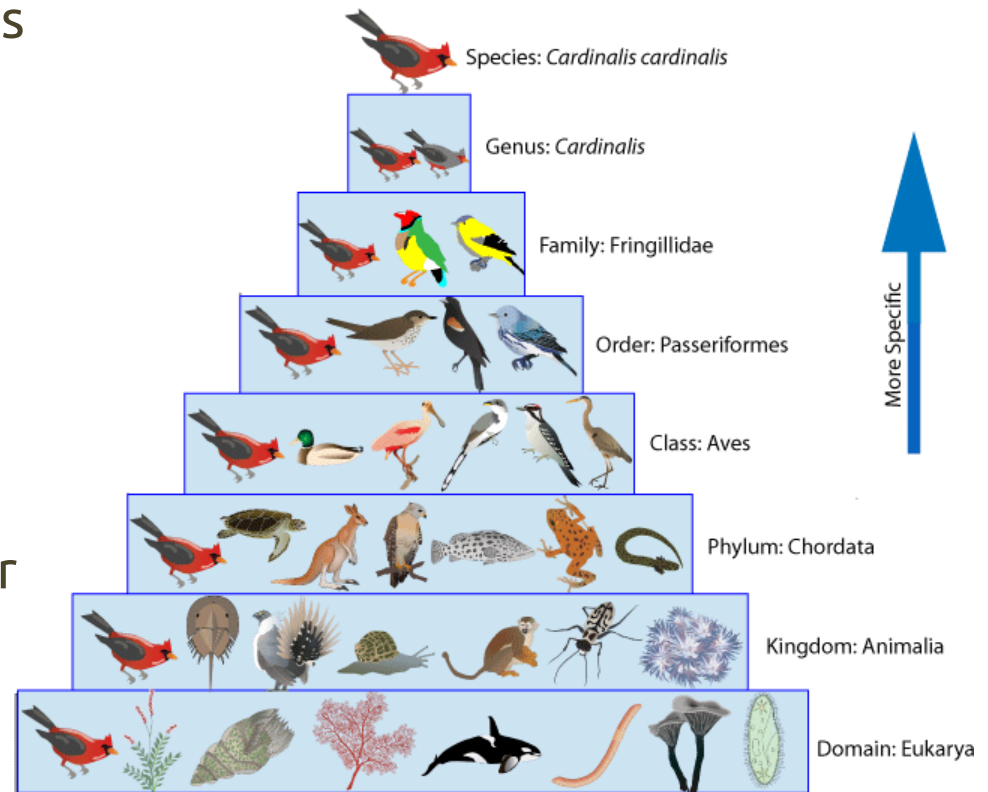 s
Species: Cardinalis cardinalis
Genus: Cardinalis
Family: Fringillidae
Order: Passeriformes
More Specific
Class: Aves
Phylum: Chordata
r
Kingdom: Animalia
Domain: Eukarya